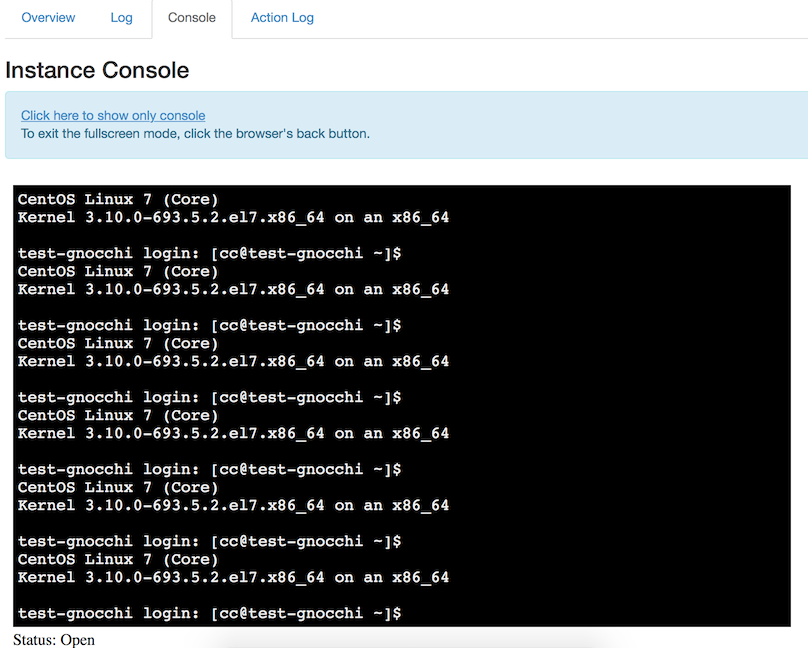 Overview Log Console Action Log
Instance Console
Click here to show only console
To exit the fullscreen mode, click the browser's back button.
CentOS Linux 7 (Core)
Kernel 3.10.0-693.5.2.el7.x86_64 on an x86_64
test-gnocchi login: [cc@test-gnocchi ~]$
CentOS Linux 7 (Core)
Kernel 3.10.0-693.5.2.el7.x86_64 on an x86_64
test-gnocchi login: [cc@test-gnocchi ~]$
CentOS Linux 7 (Core)
Kernel 3.10.0-693.5.2.el7.x86_64 on an x86_64
test-gnocchi login: [cc@test-gnocchi ~]$
CentOS Linux 7 (Core)
Kernel 3.10.0-693.5.2.el7.x86_64 on an x86_64
test-gnocchi login: [cc@test-gnocchi ~]$
CentOS Linux 7 (Core)
Kernel 3.10.0-693.5.2.el7.x86_64 on an x86_64
test-gnocchi login: [cc@test-gnocchi ~]$
CentOS Linux 7 (Core)
Kernel 3.10.0-693.5.2.el7.x86_64 on an x86_64
test-gnocchi login: [cc@test-gnocchi ~]$
Status: Open